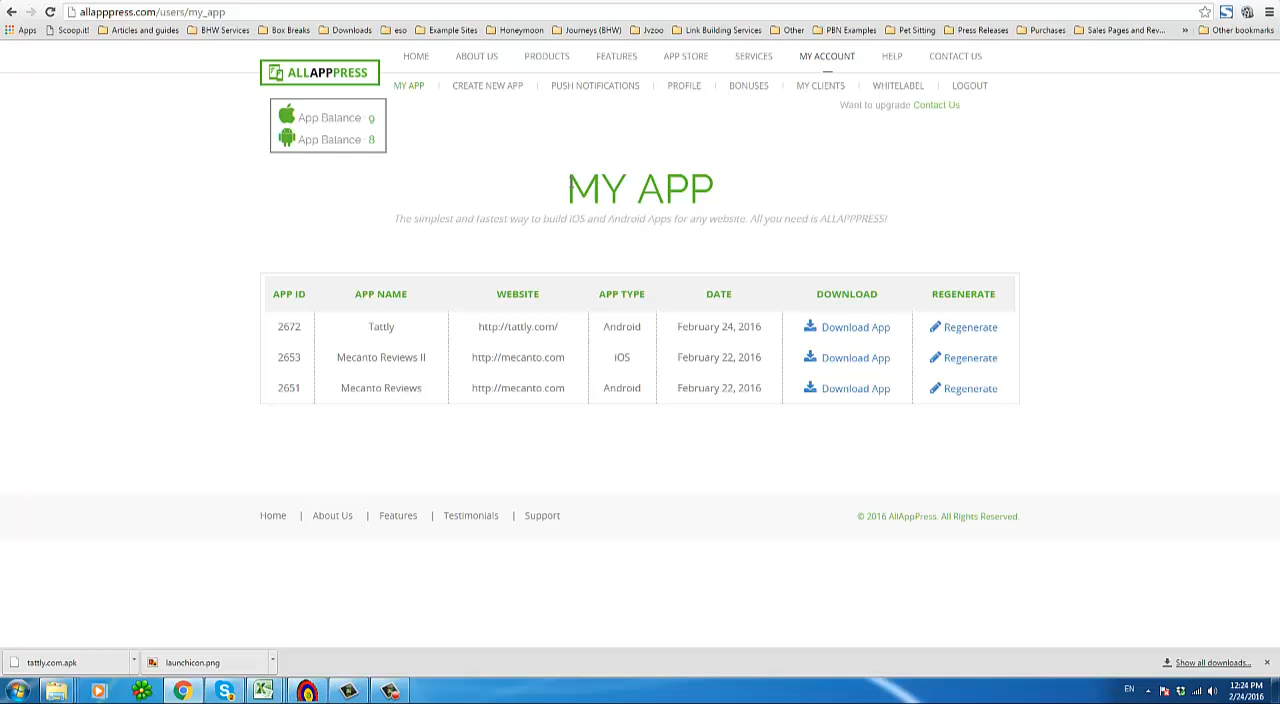 allapppress.com/users/my_app
Apps Scoop.it! Articles and guides BHW Services Box Breaks Downloads eso Example Sites Honeymoon Journeys (BHW) Jvzoo Link Building Services Other PBN Examples Pet Sitting Press Releases Purchases Sales Pages and Rev... » Other bookmarks
HOME ABOUT US PRODUCTS FEATURES APP STORE SERVICES MY ACCOUNT HELP CONTACT US
ALLAPPPRESS
MY APP CREATE NEW APP PUSH NOTIFICATIONS PROFILE BONUSES MY CLIENTS WHITELABEL LOGOUT
Want to upgrade Contact Us
App Balance 9
App Balance 8
MY APP
The simplest and fastest way to build iOS and Android Apps for any website. All you need is ALLAPPPRESS!
APP ID APP NAME WEBSITE APP TYPE DATE DOWNLOAD REGENERATE
2672 Tattly http://tattly.com/ Android February 24, 2016 Download App Regenerate
2653 Mecanto Reviews II http://mecanto.com iOS February 22, 2016 Download App Regenerate
2651 Mecanto Reviews http://mecanto.com Android February 22, 2016 Download App Regenerate
Home | About Us | Features | Testimonials | Support © 2016 AllAppPress. All Rights Reserved.
tattly.com.apk launchicon.png Show all downloads...
EN 12:24 PM
2/24/2016